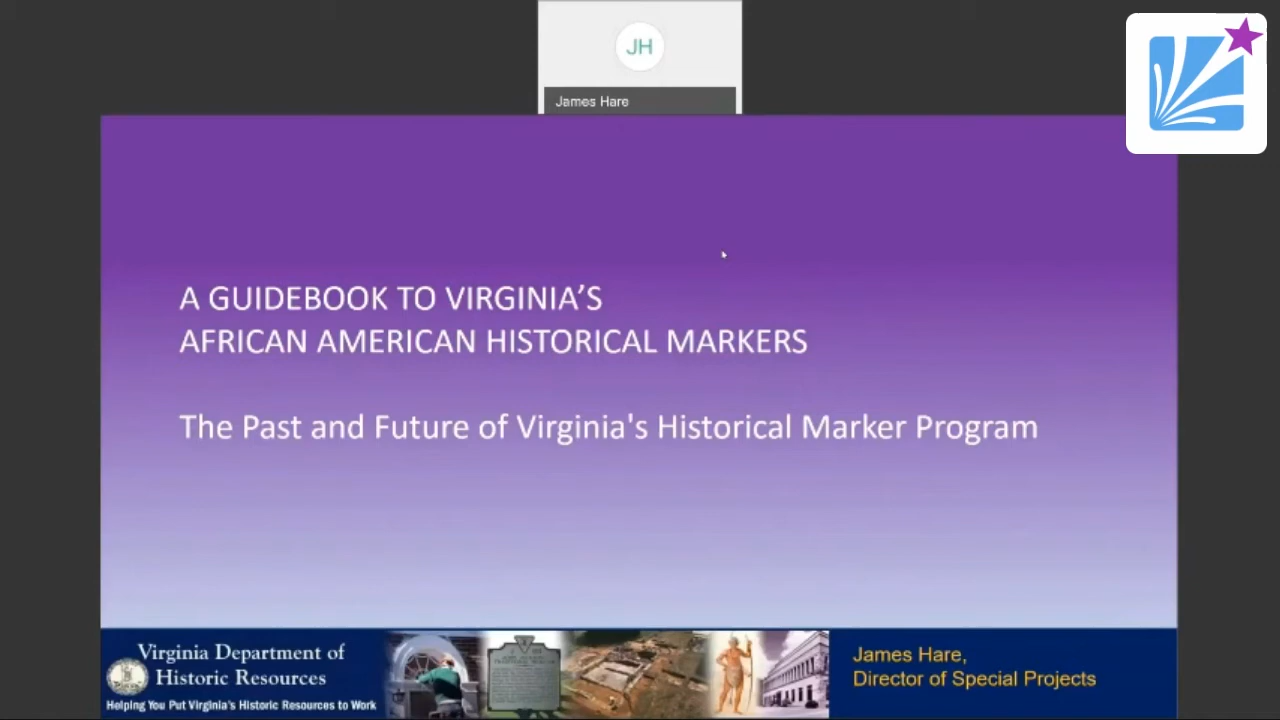 JH
James Hare
A GUIDEBOOK TO VIRGINIA’S
AFRICAN AMERICAN HISTORICAL MARKERS
The Past and Future of Virginia's Historical Marker Program
Virginia Department of
Historic Resources
Helping You Put Virginia's Historic Resources to Work
James Hare,
Director of Special Projects